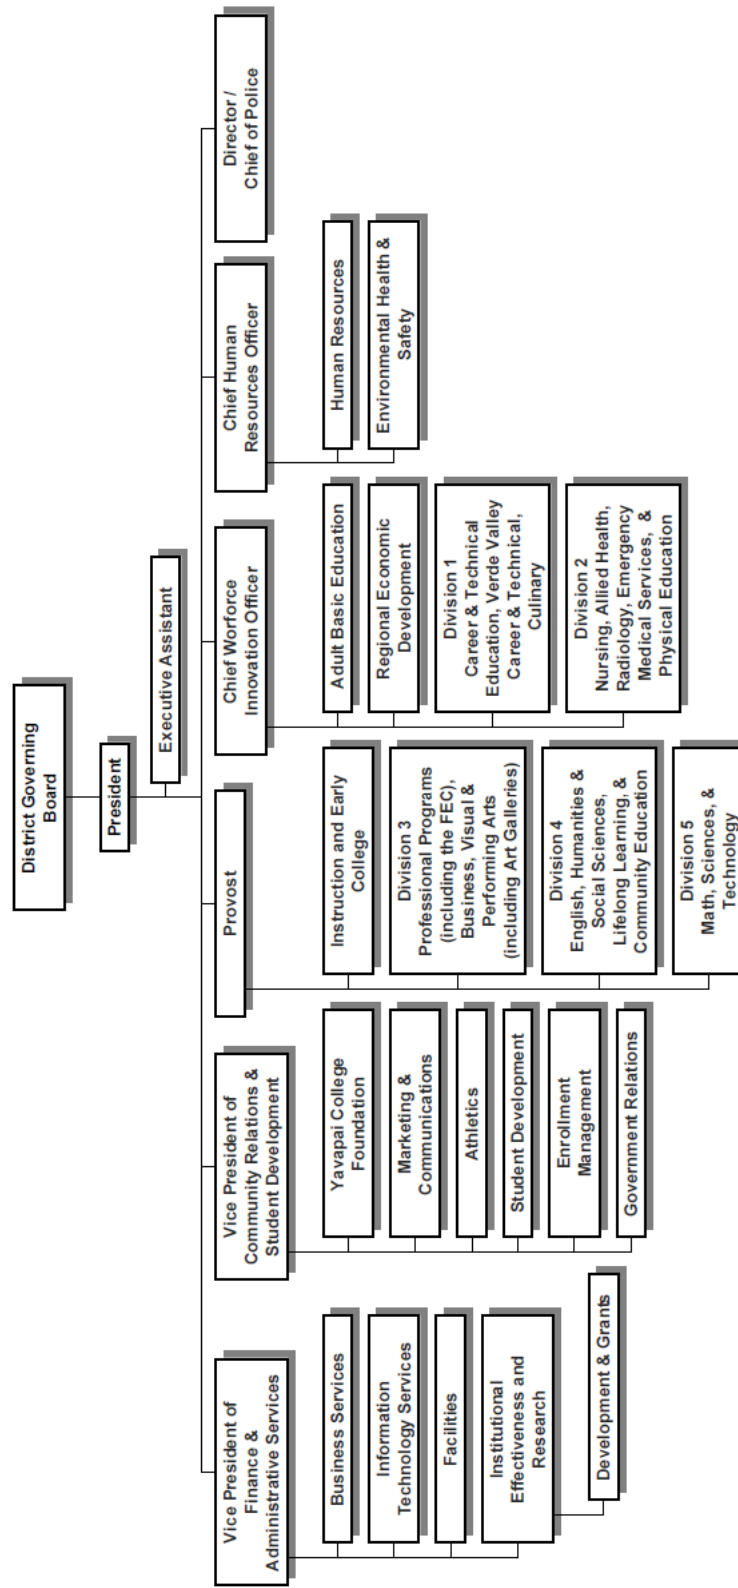 District Governing
Board
President
Executive Assistant
Vice President of
Finance &
Administrative Services
Business Services
Information
Technology Services
Facilities
Institutional
Effectiveness and
Research
Development & Grants
Vice President of
Community Relations &
Student Development
Yavapai College
Foundation
Marketing &
Communications
Athletics
Student Development
Enrollment
Management
Government Relations
Provost
Instruction and Early
College
Division 3
Professional Programs
(including the FEC),
Business, Visual &
Performing Arts
(including Art Galleries)
Division 4
English, Humanities &
Social Sciences,
Lifelong Learning, &
Community Education
Division 5
Math, Sciences, &
Technology
Chief Worforce
Innovation Officer
Adult Basic Education
Regional Economic
Development
Division 1
Career & Technical
Education, Verde Valley
Career & Technical,
Culinary
Division 2
Nursing, Allied Health,
Radiology, Emergency
Medical Services, &
Physical Education
Chief Human
Resources Officer
Human Resources
Environmental Health &
Safety
Director /
Chief of Police